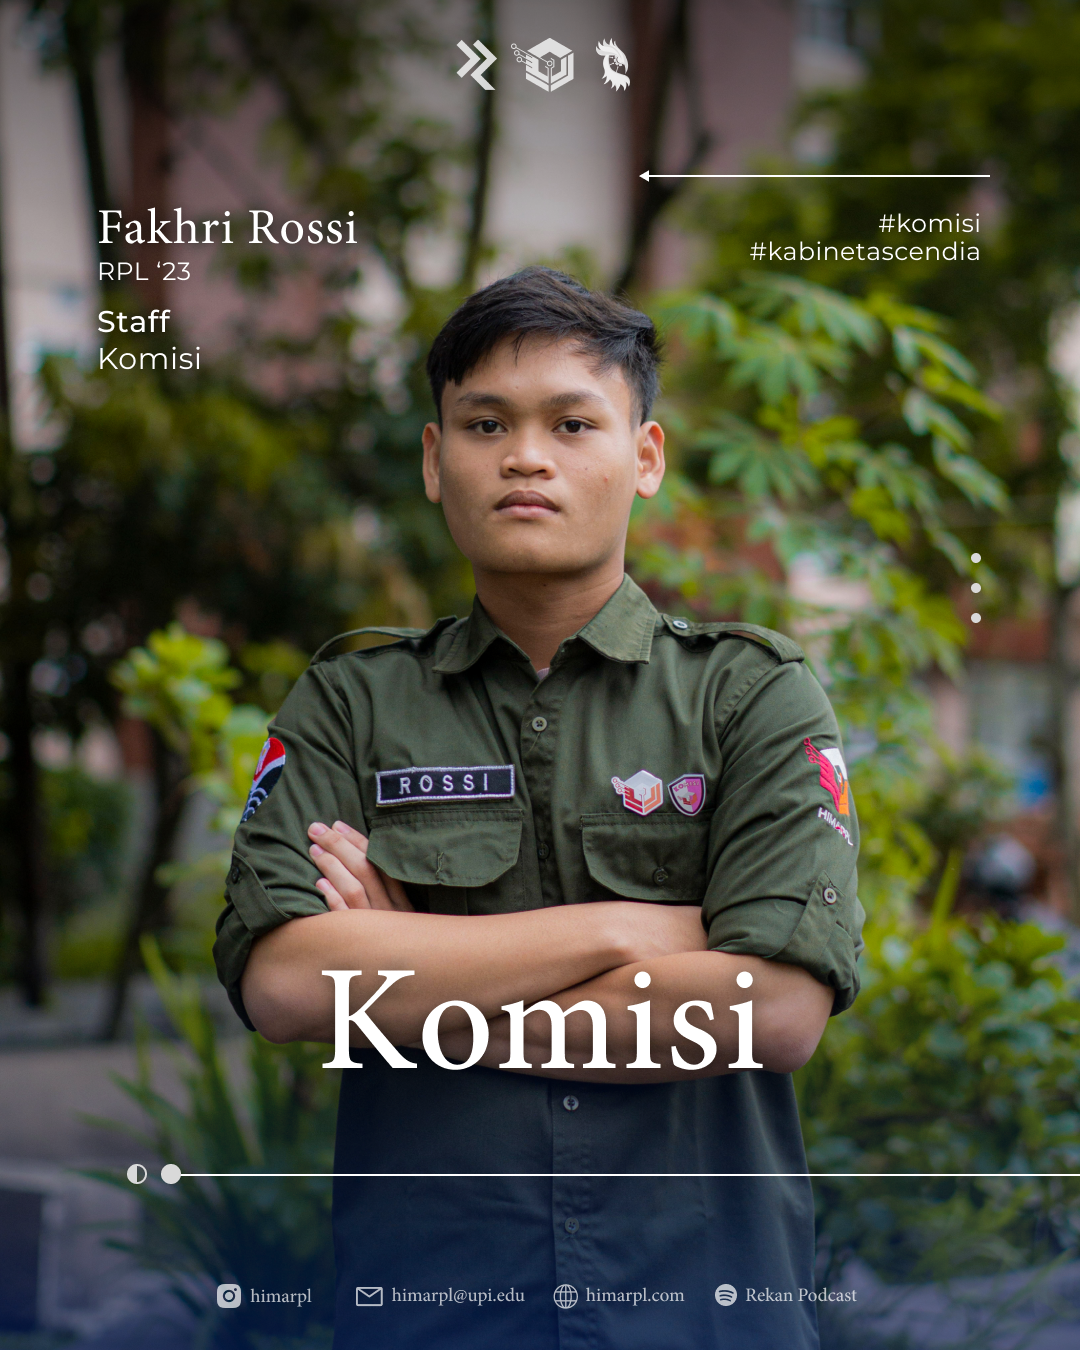 Fakhri Rossi
RPL ‘23
Staff
Komisi
#komisi
#kabinetascendia
ROSSI
KOMISI
HIMARPL
Komisi
himarpl
himarpl@upi.edu
himarpl.com
Rekan Podcast